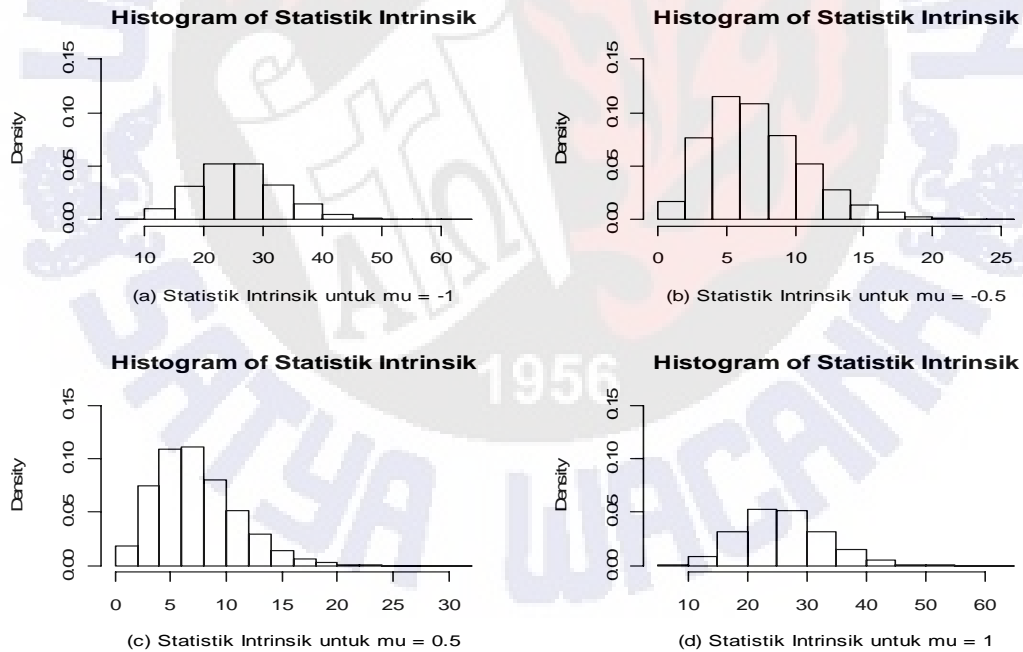 Histogram of Statistik Intrinsik
Density
0.00 0.05 0.10 0.15
10 20 30 40 50 60
(a) Statistik Intrinsik untuk mu = -1
Histogram of Statistik Intrinsik
Density
0.00 0.05 0.10 0.15
0 5 10 15 20 25
(b) Statistik Intrinsik untuk mu = -0.5
Histogram of Statistik Intrinsik
Density
0.00 0.05 0.10 0.15
0 5 10 15 20 25 30
(c) Statistik Intrinsik untuk mu = 0.5
Histogram of Statistik Intrinsik
Density
0.00 0.05 0.10 0.15
10 20 30 40 50 60
(d) Statistik Intrinsik untuk mu = 1
ΑΩ
1956
SATYA WACANA